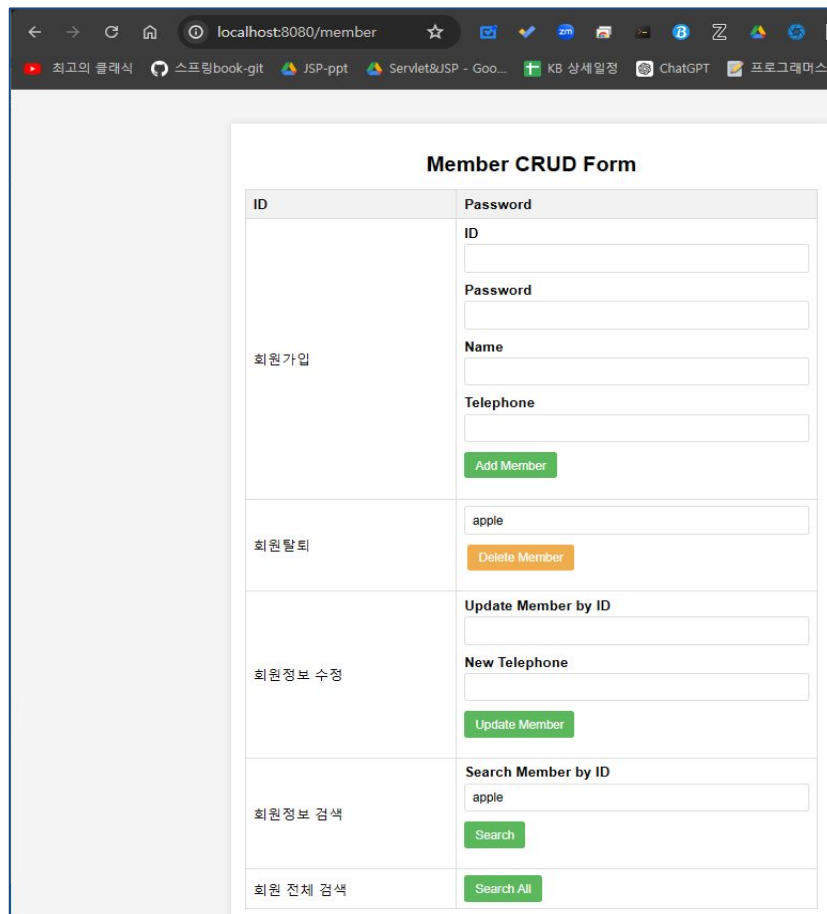 localhost:8080/member
최고의 클래식 스프링book-git JSP-ppt Servlet&JSP - Goo... KB 상세일정 ChatGPT 프로그래머스
Member CRUD Form
ID Password
회원가입
ID
Password
Name
Telephone
Add Member
회원탈퇴
apple
Delete Member
회원정보 수정
Update Member by ID
New Telephone
Update Member
회원정보 검색
Search Member by ID
apple
Search
회원 전체 검색
Search All